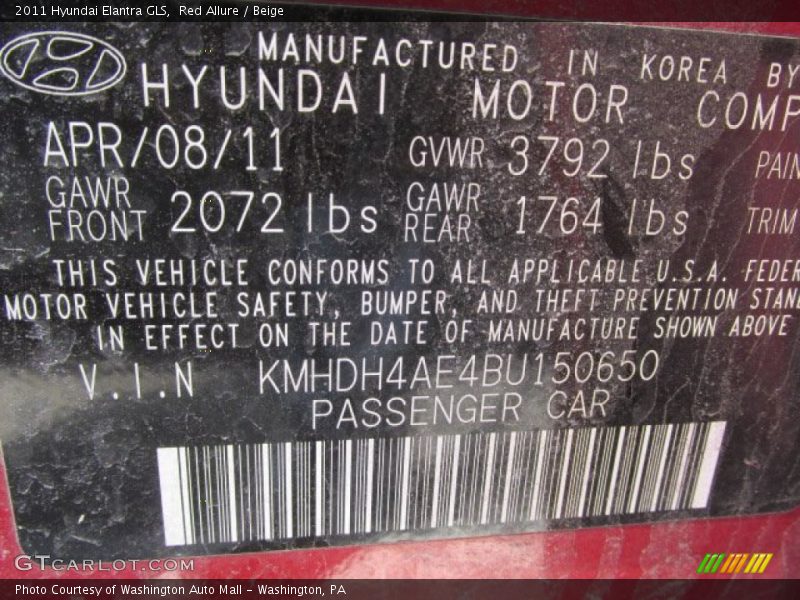 2011 Hyundai Elantra GLS,  Red Allure / Beige
MANUFACTURED IN KOREA BY
HYUNDAI MOTOR COMP
APR/08/11 GVWR 3792 lbs PAIN
GAWR FRONT 2072 lbs GAWR REAR 1764 lbs TRIM
THIS VEHICLE CONFORMS TO ALL APPLICABLE U.S.A. FEDER
MOTOR VEHICLE SAFETY, BUMPER, AND THEFT PREVENTION STAN
IN EFFECT ON THE DATE OF MANUFACTURE SHOWN ABOVE
V.I.N KMHDH4AE4BU150650
PASSENGER CAR
GTCARLOT.COM
Photo Courtesy of Washington Auto Mall - Washington, PA